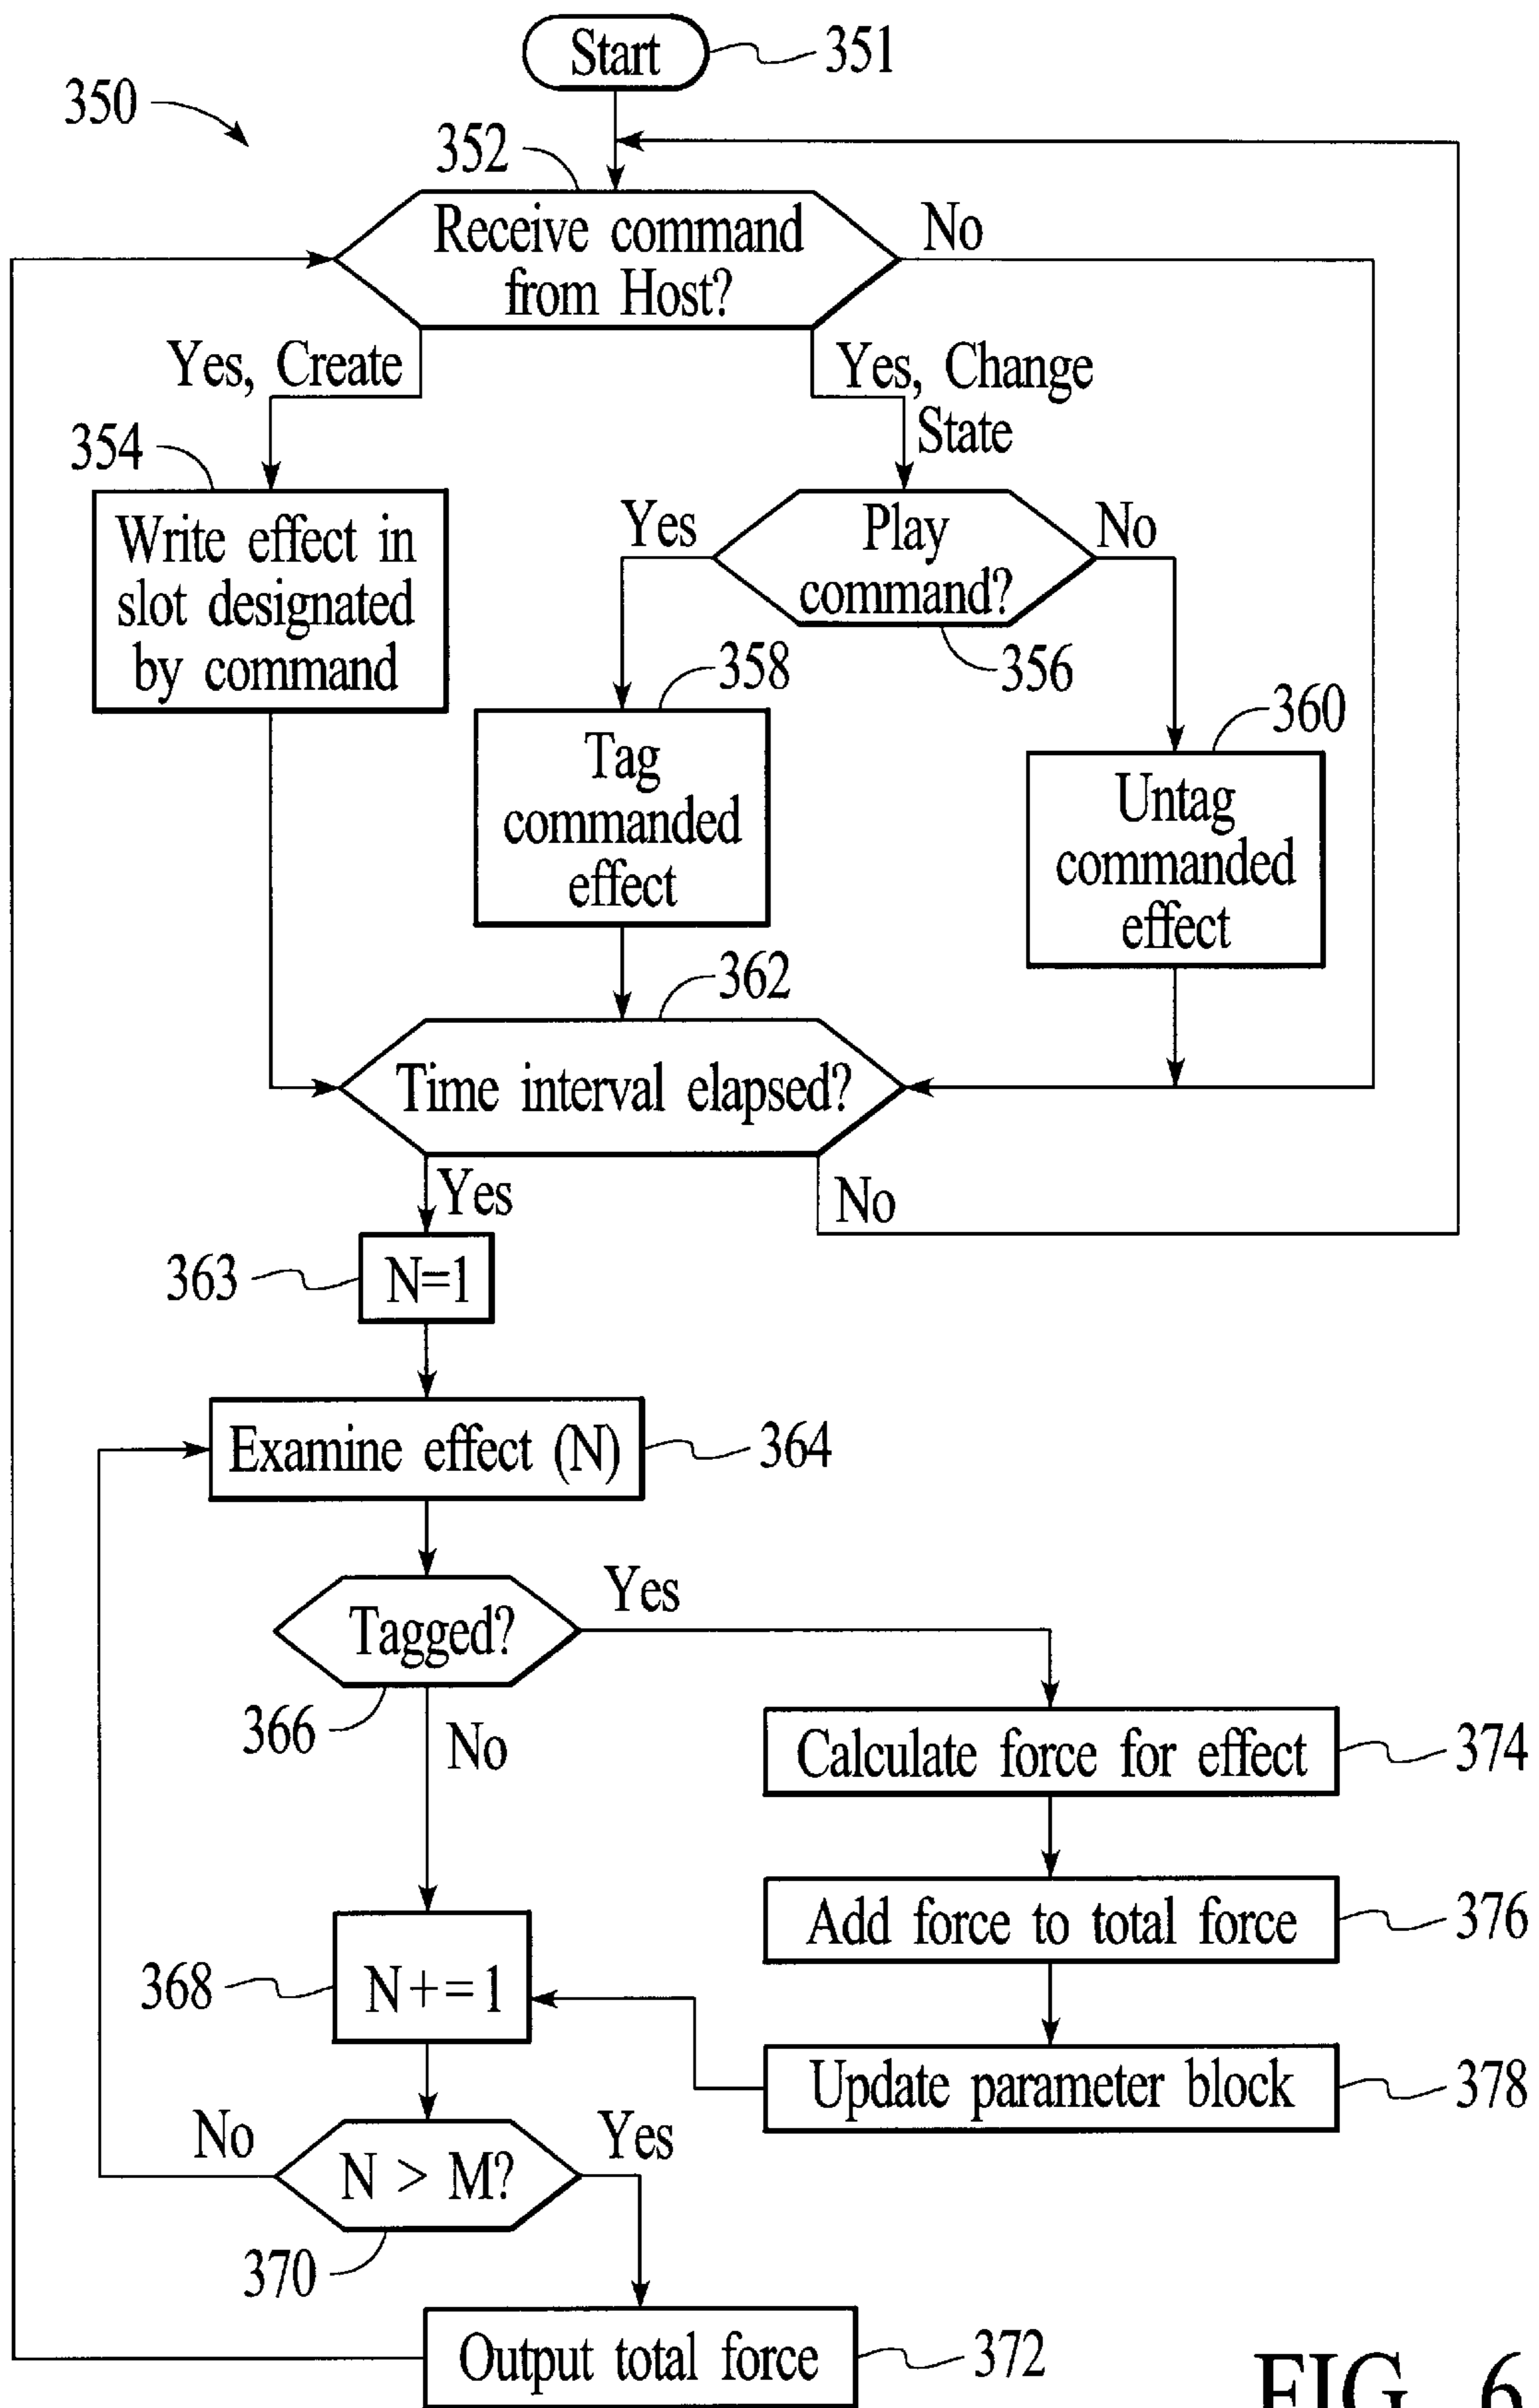 Start
351
350
352
Receive command
from Host?
No
Yes, Create
Yes, Change
State
354
Write effect in
slot designated
by command
Yes
Play
command?
No
356
358
Tag
commanded
effect
360
Untag
commanded
effect
362
Time interval elapsed?
Yes
No
363
N=1
Examine effect (N)
364
Tagged?
Yes
366
No
Calculate force for effect
374
Add force to total force
376
368
N+=1
Update parameter block
378
No
N > M?
Yes
370
Output total force
372
FIG. 6